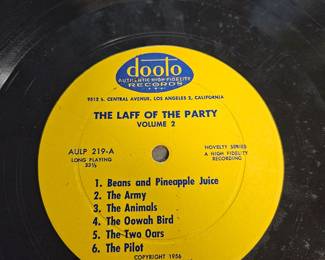 dooto
AUTHENTIC HIGH FIDELITY
RECORDS
9512 S. CENTRAL AVENUE, LOS ANGELES 2, CALIFORNIA
THE LAFF OF THE PARTY
VOLUME 2
AULP 219-A
LONG PLAYING
33⅓
NOVELTY SERIES
A HIGH FIDELITY
RECORDING
1. Beans and Pineapple Juice
2. The Army
3. The Animals
4. The Oowah Bird
5. The Two Oars
6. The Pilot
COPYRIGHT 1956